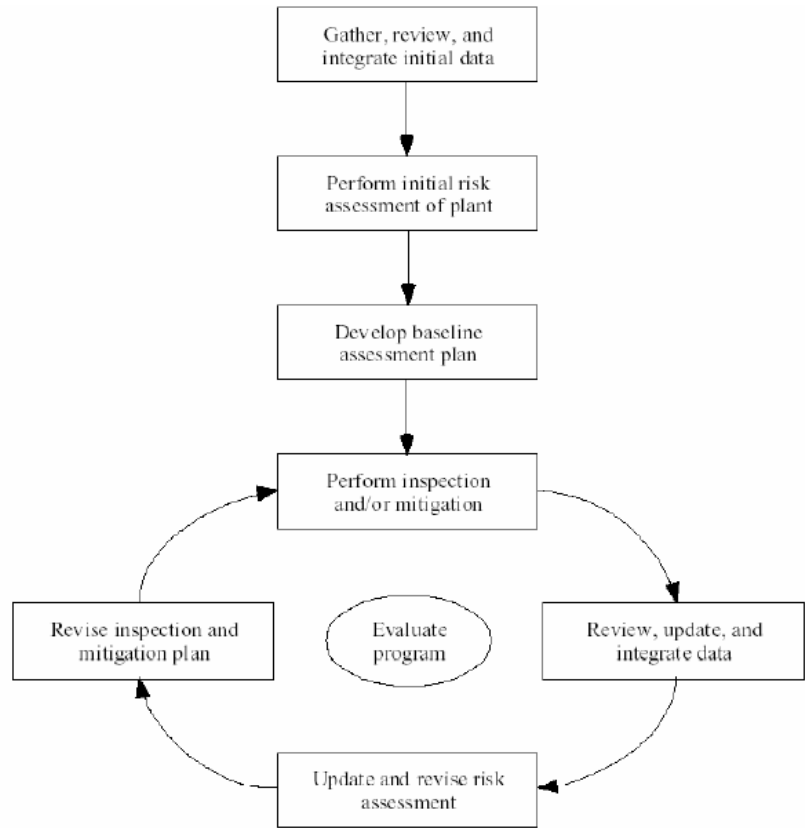 Gather, review, and
integrate initial data
Perform initial risk
assessment of plant
Develop baseline
assessment plan
Perform inspection
and/or mitigation
Revise inspection and
mitigation plan
Evaluate
program
Review, update, and
integrate data
Update and revise risk
assessment